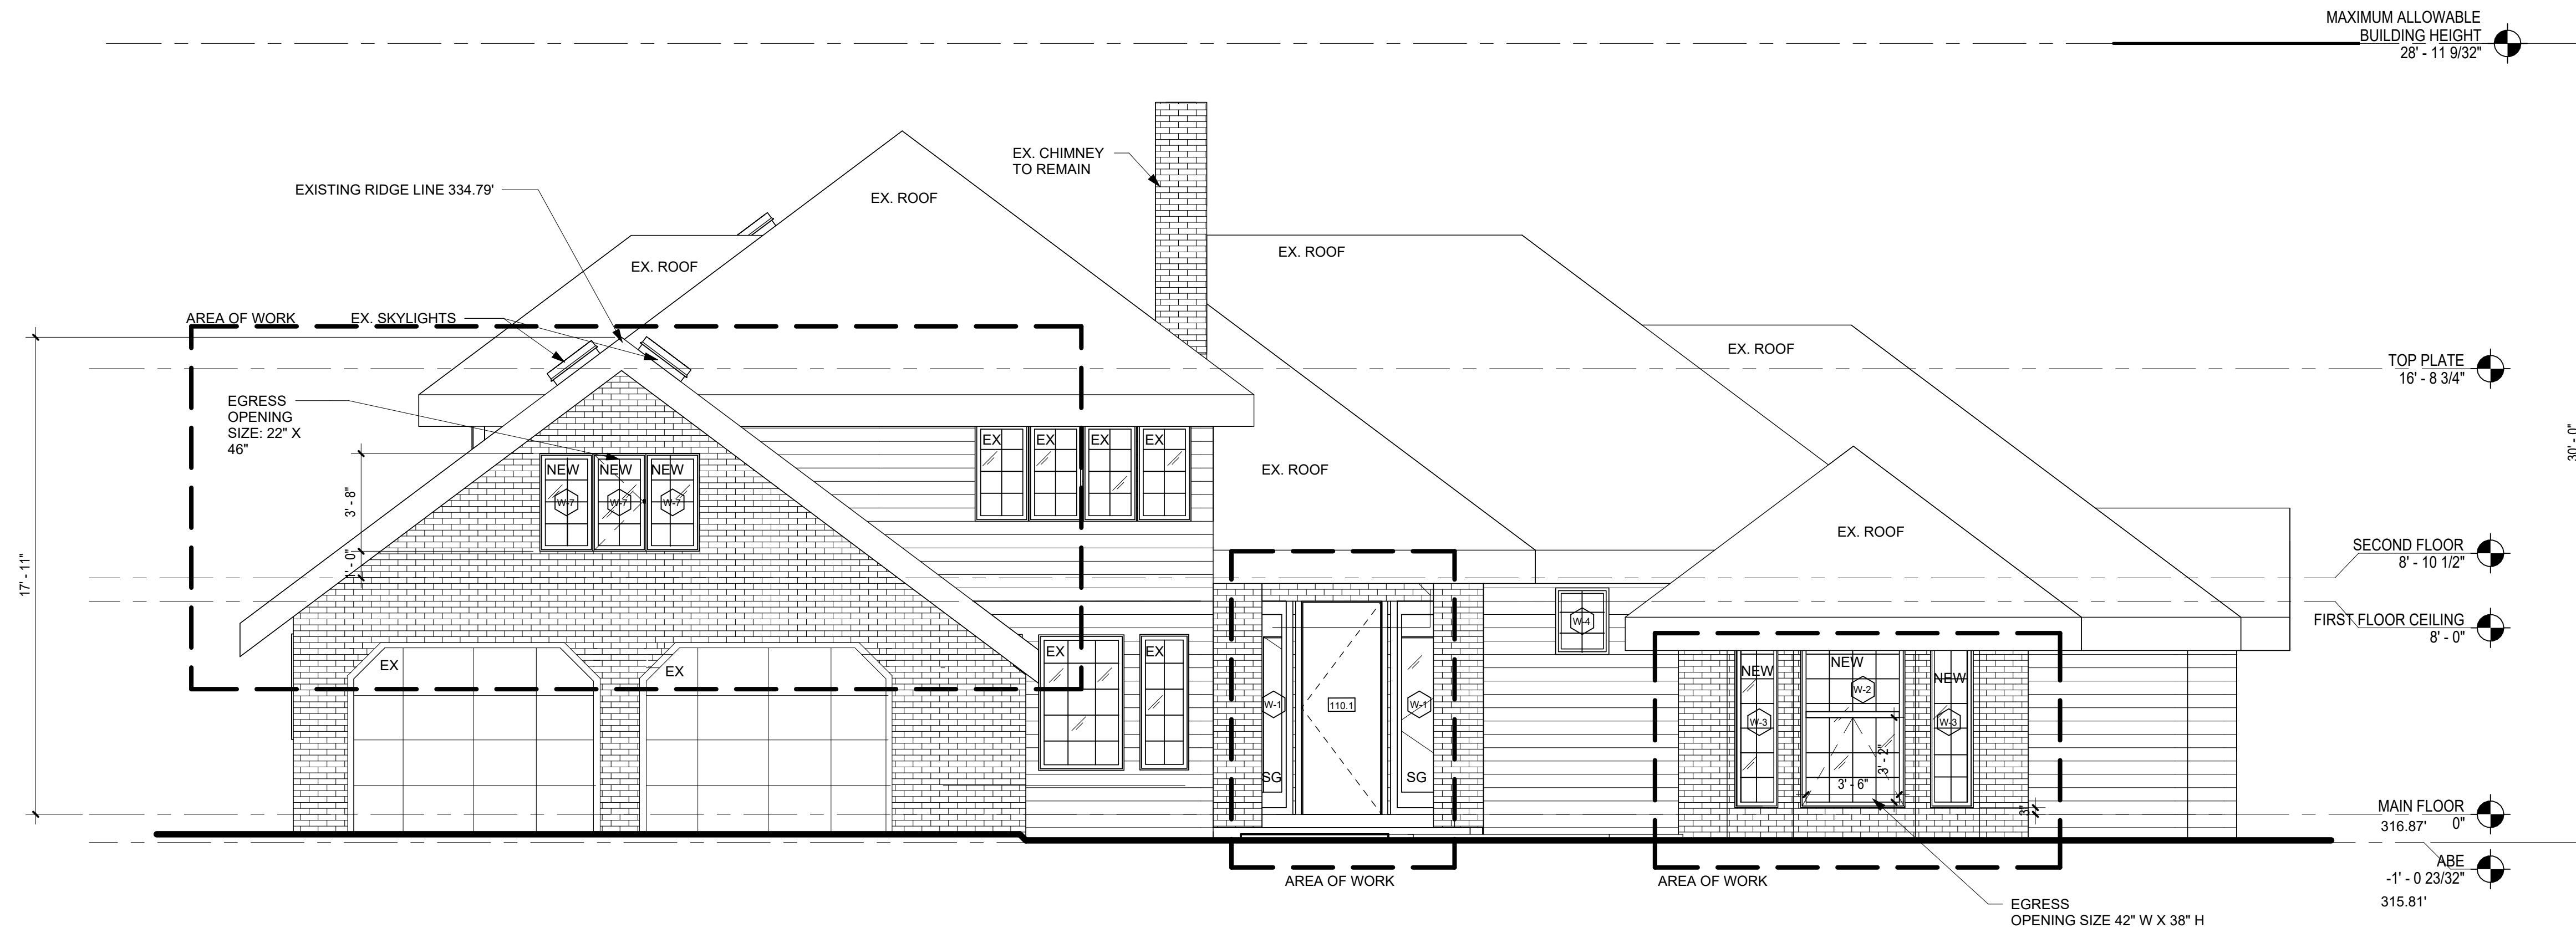 MAXIMUM ALLOWABLE
BUILDING HEIGHT
28' - 11 9/32"
EX. CHIMNEY
TO REMAIN
EXISTING RIDGE LINE 334.79'
EX. ROOF
EX. ROOF
EX. ROOF
AREA OF WORK
EX. SKYLIGHTS
EX. ROOF
TOP PLATE
16' - 8 3/4"
EGRESS
OPENING
SIZE: 22" X
46"
30' - 0"
EX
EX
EX
EX
NEW
NEW
NEW
EX. ROOF
W-7
W-7
W-7
3' - 8"
EX. ROOF
1' - 0"
17' - 11"
SECOND FLOOR
8' - 10 1/2"
FIRST FLOOR CEILING
8' - 0"
W-4
EX
EX
EX
EX
NEW
NEW
NEW
W-2
W-1
110.1
W-1
W-3
W-3
SG
SG
3' - 2"
3' - 6"
3"
MAIN FLOOR
0"
316.87'
ABE
-1' - 0 23/32"
315.81'
AREA OF WORK
AREA OF WORK
EGRESS
OPENING SIZE 42" W X 38" H